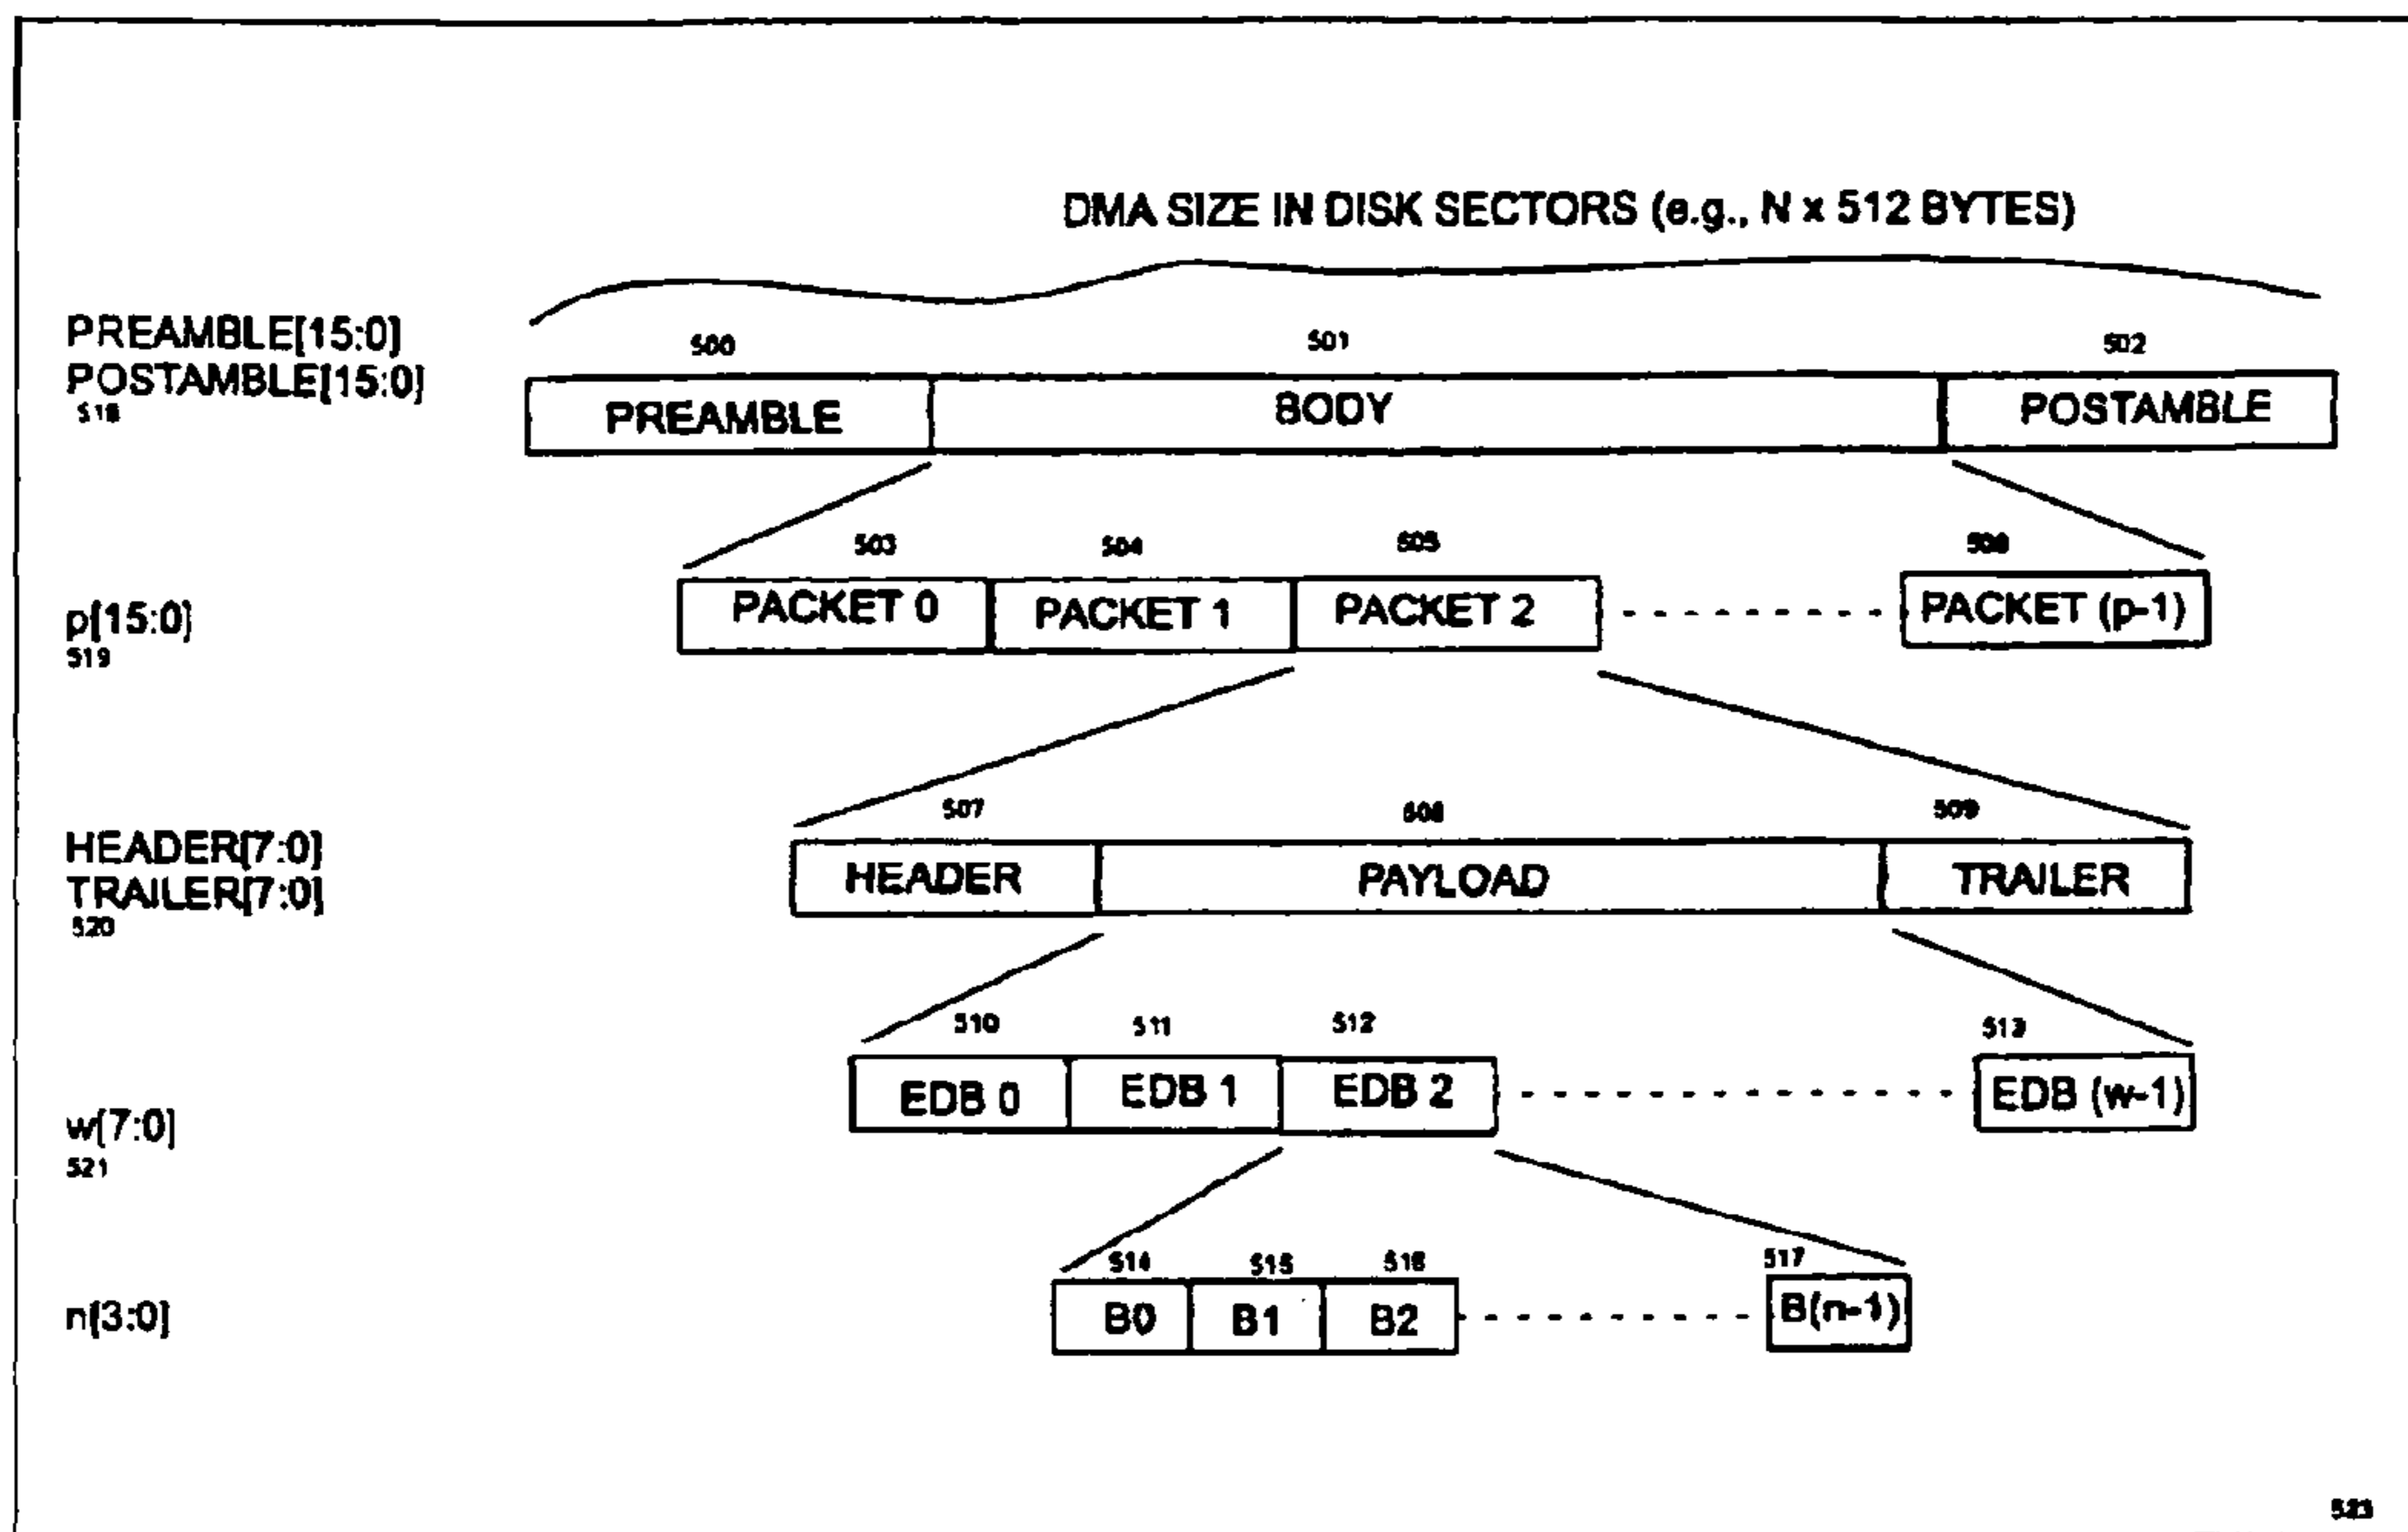 DMA SIZE IN DISK SECTORS (e.g., N x 512 BYTES)
PREAMBLE[15:0]
POSTAMBLE[15:0]
518
500 501 502
PREAMBLE BODY POSTAMBLE
503 504 505 506
p[15:0]
519
PACKET 0 PACKET 1 PACKET 2 PACKET (p-1)
507 508 509
HEADER[7:0]
TRAILER[7:0]
520
HEADER PAYLOAD TRAILER
510 511 512 513
EDB 0 EDB 1 EDB 2 EDB (w-1)
w[7:0]
521
514 515 516 517
n[3:0]
B0 B1 B2 B(n-1)